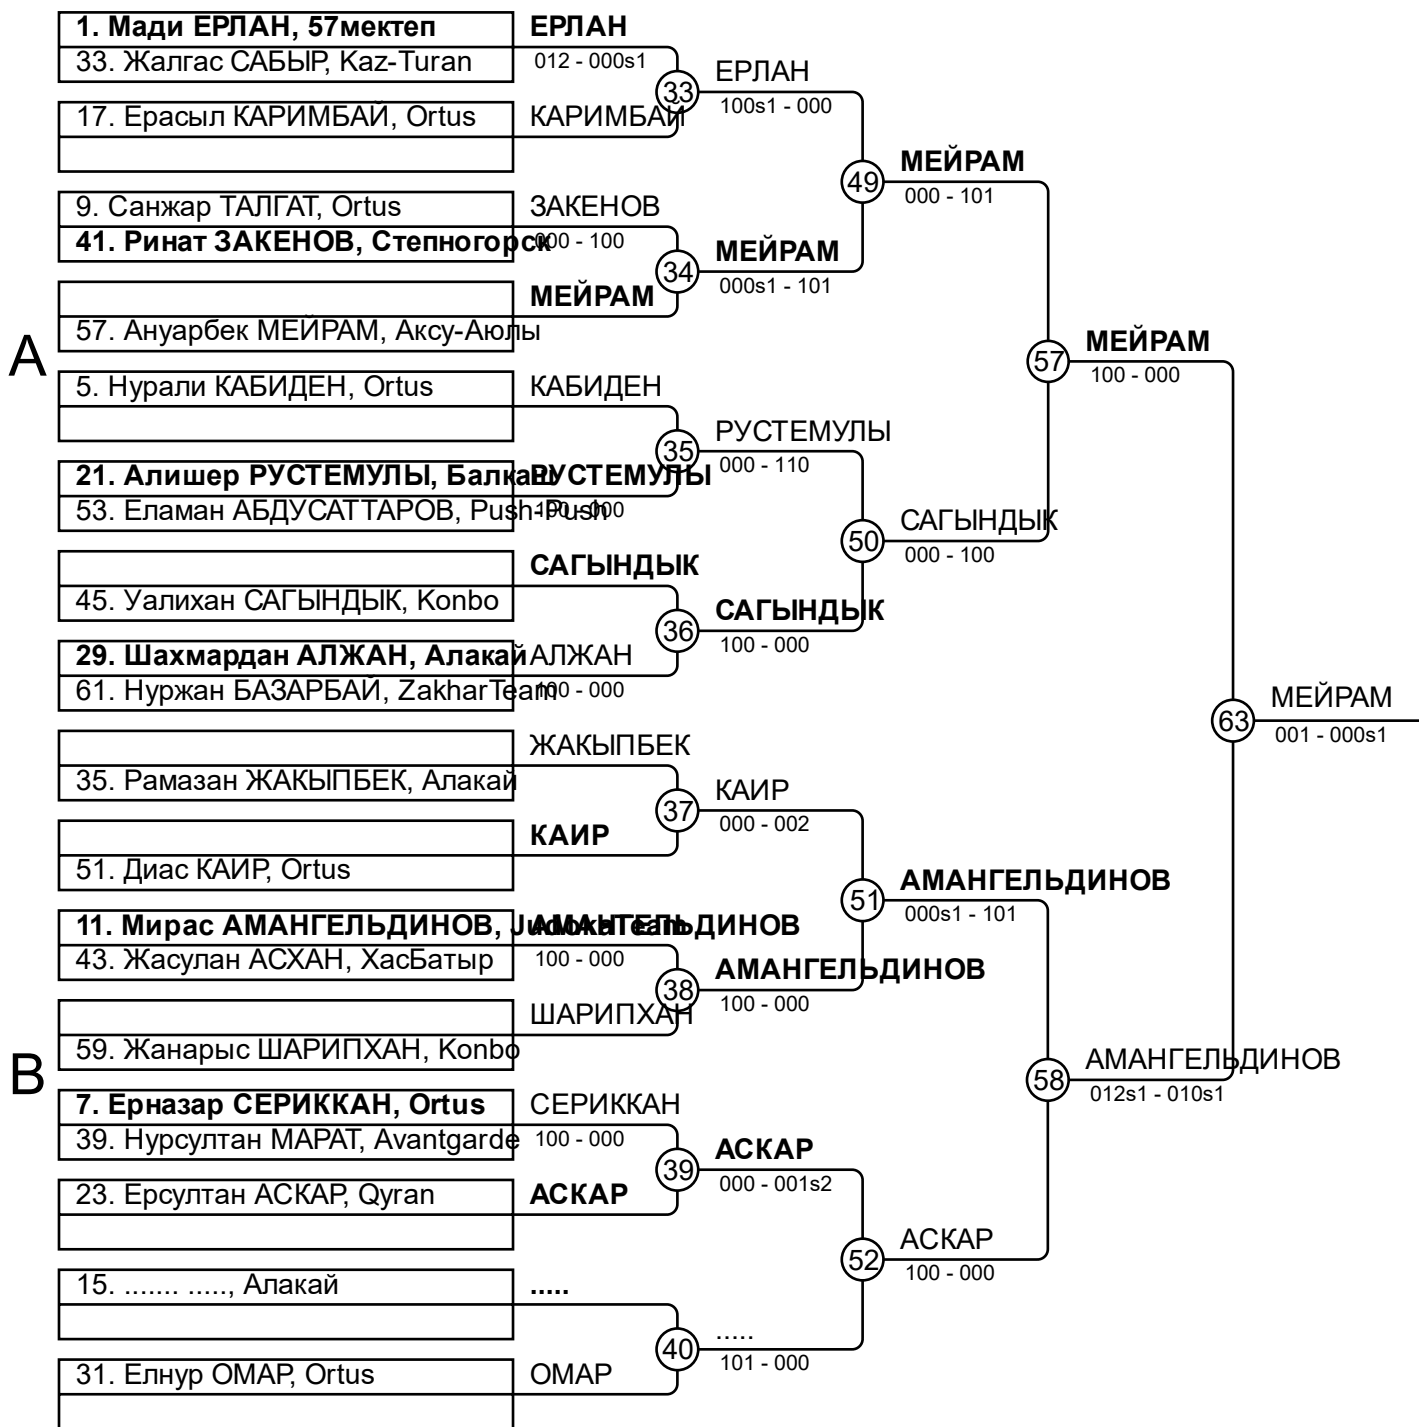 1. Мади ЕРЛАН, 57мектеп
33. Жалгас САБЫР, Kaz-Turan
17. Ерасыл КАРИМБАЙ, Ortus
9. Санжар ТАЛГАТ, Ortus
41. Ринат ЗАКЕНОВ, Степногорск
57. Ануарбек МЕЙРАМ, Аксу-Аюлы
A
5. Нурали КАБИДЕН, Ortus
21. Алишер РУСТЕМУЛЫ, Балкаш
53. Еламан АБДУСАТТАРОВ, Push-Push
45. Уалихан САГЫНДЫК, Konbo
29. Шахмардан АЛЖАН, Алакай
61. Нуржан БАЗАРБАЙ, ZakharTeam
35. Рамазан ЖАКЫПБЕК, Алакай
51. Диас КАИР, Ortus
11. Мирас АМАНГЕЛЬДИНОВ, JudokaTeam
43. Жасулан АСХАН, ХасБатыр
59. Жанарыс ШАРИПХАН, Konbo
B
7. Ерназар СЕРИККАН, Ortus
39. Нурсултан МАРАТ, Avantgarde
23. Ерсултан АСКАР, Qyran
15. ....... ....., Алакай
31. Елнур ОМАР, Ortus
ЕРЛАН
012 - 000s1
КАРИМБАЙ
ЗАКЕНОВ
000 - 100
МЕЙРАМ
КАБИДЕН
РУСТЕМУЛЫ
100 - 000
САГЫНДЫК
АЛЖАН
100 - 000
ЖАКЫПБЕК
КАИР
АМАНГЕЛЬДИНОВ
100 - 000
ШАРИПХАН
СЕРИККАН
100 - 000
АСКАР
.....
ОМАР
33
ЕРЛАН
100s1 - 000
34
МЕЙРАМ
000s1 - 101
35
РУСТЕМУЛЫ
000 - 110
36
САГЫНДЫК
100 - 000
37
КАИР
000 - 002
38
АМАНГЕЛЬДИНОВ
100 - 000
39
АСКАР
000 - 001s2
40
.....
101 - 000
49
МЕЙРАМ
000 - 101
50
САГЫНДЫК
000 - 100
51
АМАНГЕЛЬДИНОВ
000s1 - 101
52
АСКАР
100 - 000
57
МЕЙРАМ
100 - 000
58
АМАНГЕЛЬДИНОВ
012s1 - 010s1
63
МЕЙРАМ
001 - 000s1